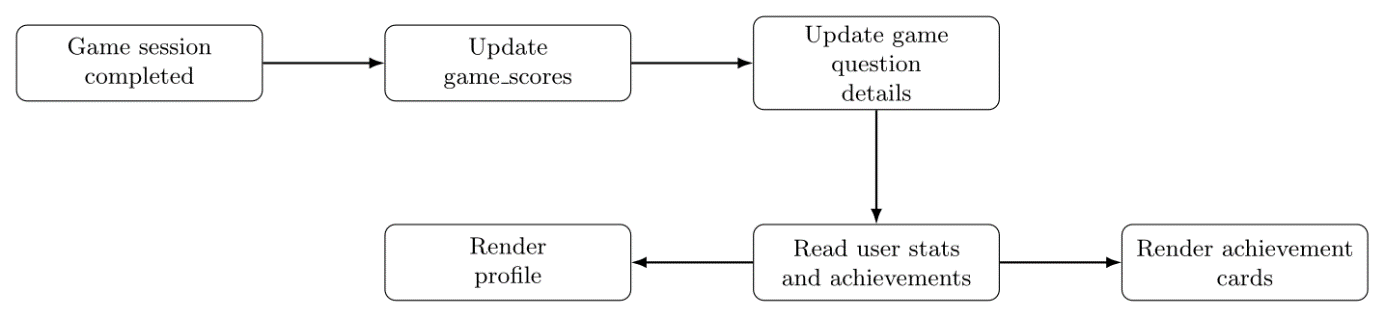 Game session
completed
Update
game_scores
Update game
question
details
Render
profile
Read user stats
and achievements
Render achievement
cards